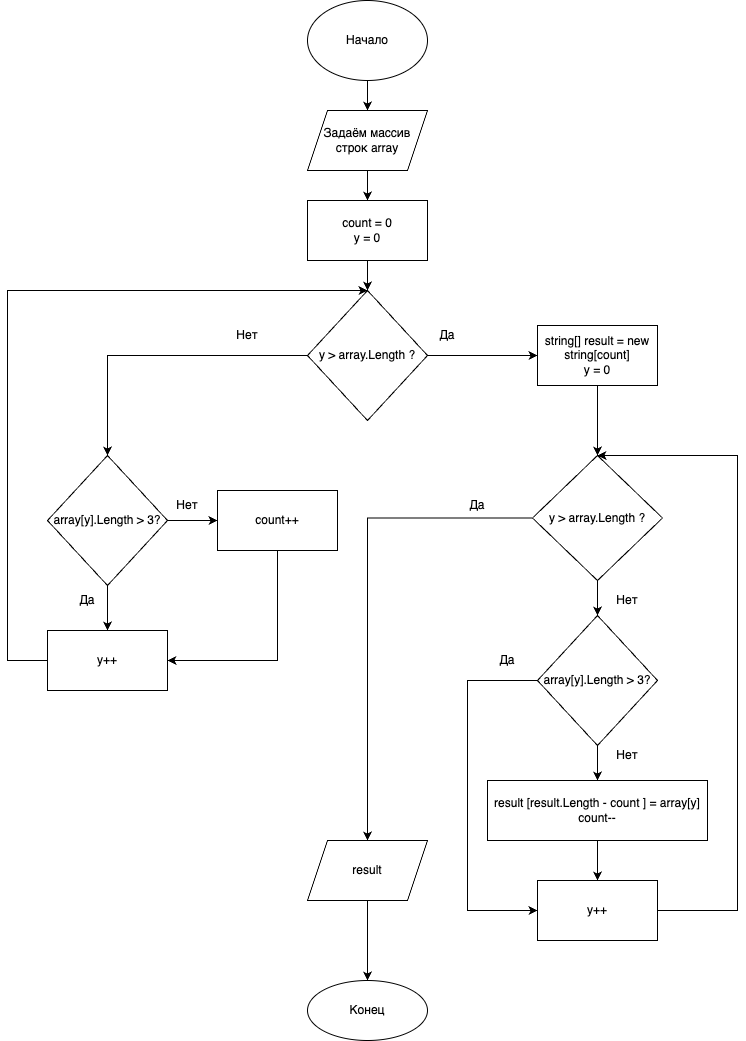 Начало
Задаём массив
строк array
count = 0
y = 0
Нет
y > array.Length ?
Да
string[] result = new
string[count]
y = 0
array[y].Length > 3?
Нет
count++
Да
y++
Да
y > array.Length ?
Нет
Да
array[y].Length > 3?
Нет
result [result.Length - count ] = array[y]
count--
y++
result
Конец